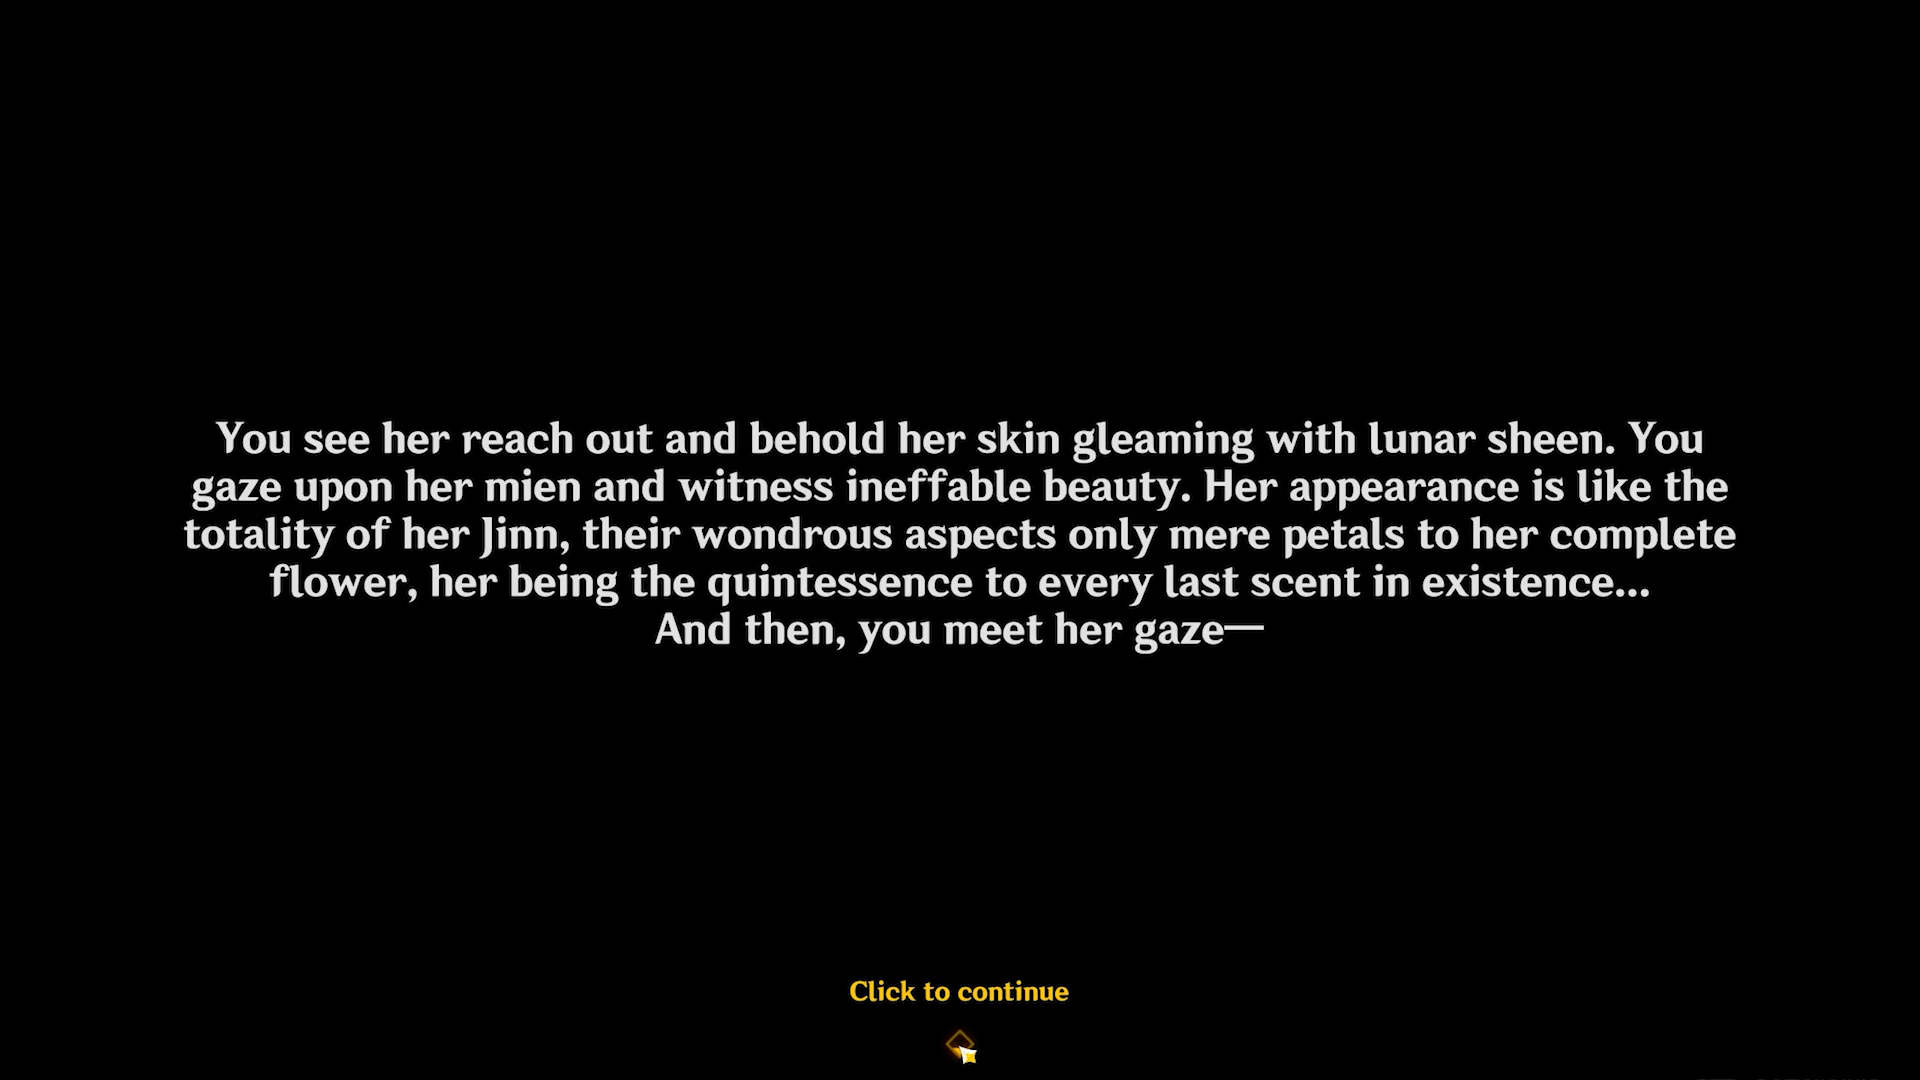 You see her reach out and behold her skin gleaming with lunar sheen. You
gaze upon her mien and witness ineffable beauty. Her appearance is like the
totality of her Jinn, their wondrous aspects only mere petals to her complete
flower, her being the quintessence to every last scent in existence...
And then, you meet her gaze—
Click to continue